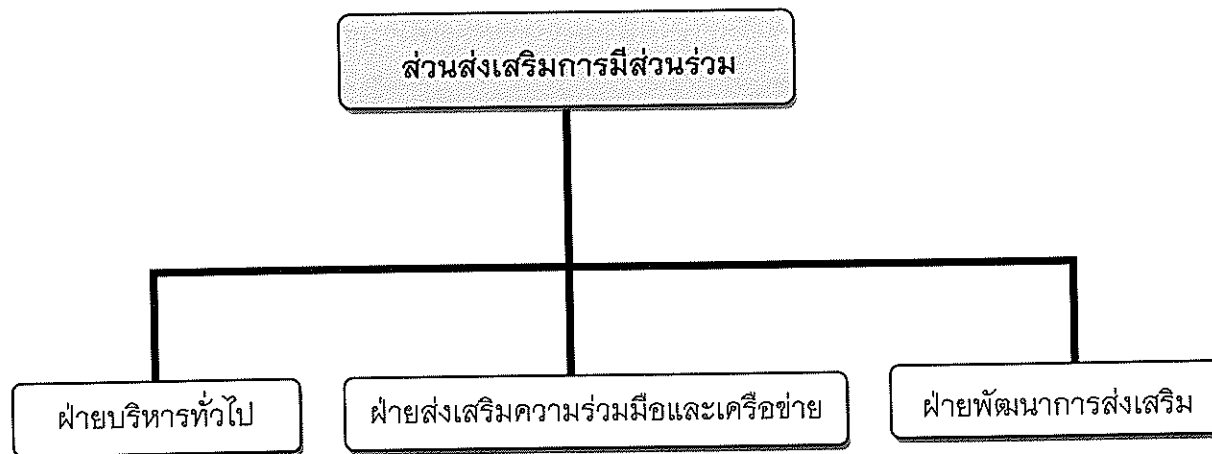 ส่วนส่งเสริมการมีส่วนร่วม
ฝ่ายบริหารทั่วไป
ฝ่ายส่งเสริมความร่วมมือและเครือข่าย
ฝ่ายพัฒนาการส่งเสริม